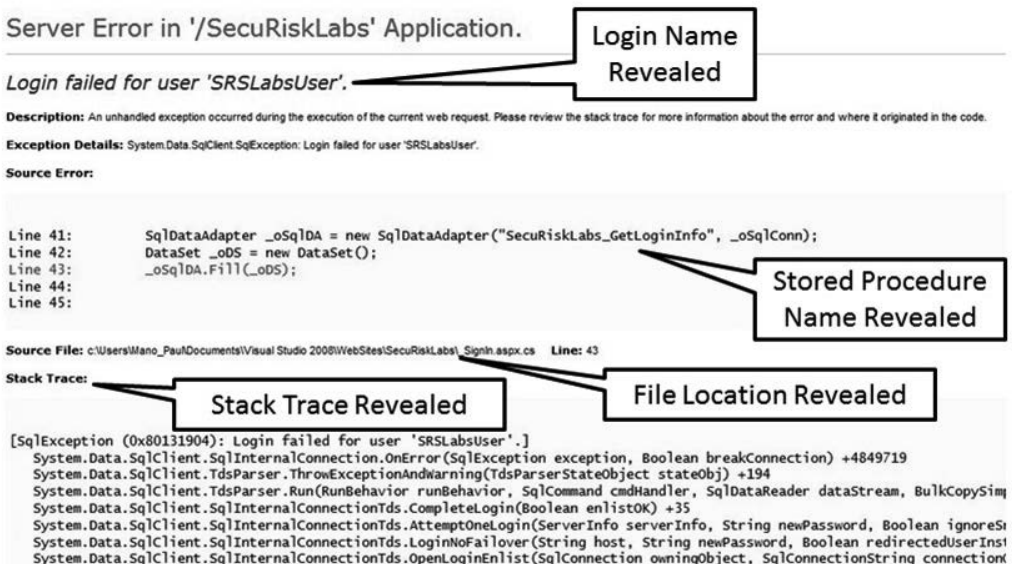 Server Error in '/SecuRiskLabs' Application.
Login Name
Revealed
Login failed for user 'SRSLabsUser'.
Description: An unhandled exception occurred during the execution of the current web request. Please review the stack trace for more information about the error and where it originated in the code.
Exception Details: System.Data.SqlClient.SqlException: Login failed for user 'SRSLabsUser'.
Source Error:
Line 41: SqlDataAdapter _oSqlDA = new SqlDataAdapter("SecuRiskLabs_GetLoginInfo", _oSqlConn);
Line 42: DataSet _oDS = new DataSet();
Line 43: _oSqlDA.Fill(_oDS);
Line 44:
Line 45:
Stored Procedure
Name Revealed
Source File: c:\Users\Mano_Paul\Documents\Visual Studio 2008\WebSites\SecuRiskLabs\_SignIn.aspx.cs Line: 43
Stack Trace:
Stack Trace Revealed
File Location Revealed
[SqlException (0x80131904): Login failed for user 'SRSLabsUser'.]
System.Data.SqlClient.SqlInternalConnection.OnError(SqlException exception, Boolean breakConnection) +4849719
System.Data.SqlClient.TdsParser.ThrowExceptionAndWarning(TdsParserStateObject stateObj) +194
System.Data.SqlClient.TdsParser.Run(RunBehavior runBehavior, SqlCommand cmdHandler, SqlDataReader dataStream, BulkCopySimp
System.Data.SqlClient.SqlInternalConnectionTds.CompleteLogin(Boolean enlistOK) +35
System.Data.SqlClient.SqlInternalConnectionTds.AttemptOneLogin(ServerInfo serverInfo, String newPassword, Boolean ignoreSn
System.Data.SqlClient.SqlInternalConnectionTds.LoginNoFailover(String host, String newPassword, Boolean redirectedUserInst
System.Data.SqlClient.SqlInternalConnectionTds.OpenLoginEnlist(SqlConnection owningObject, SqlConnectionString connectionO